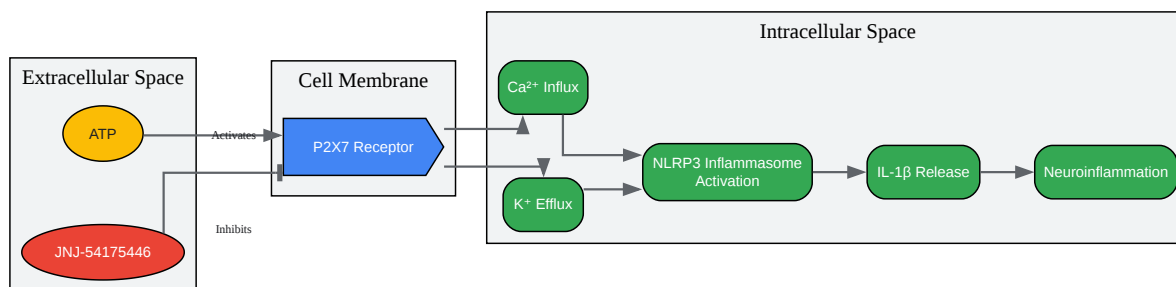 Extracellular Space
ATP
JNJ-54175446
Activates
Inhibits
Cell Membrane
P2X7 Receptor
Intracellular Space
Ca²⁺ Influx
K⁺ Efflux
NLRP3 Inflammasome
Activation
IL-1β Release
Neuroinflammation